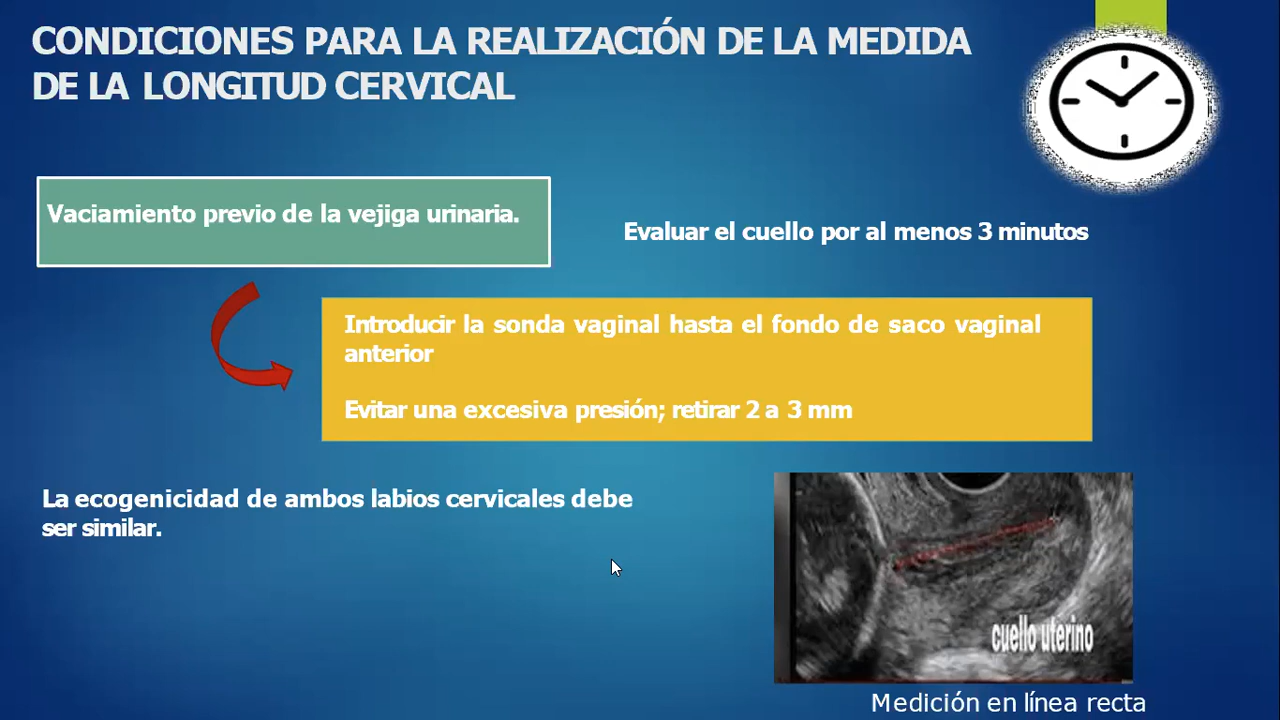 CONDICIONES PARA LA REALIZACIÓN DE LA MEDIDA
DE LA LONGITUD CERVICAL
Vaciamiento previo de la vejiga urinaria.
Evaluar el cuello por al menos 3 minutos
Introducir la sonda vaginal hasta el fondo de saco vaginal
anterior
Evitar una excesiva presión; retirar 2 a 3 mm
La ecogenicidad de ambos labios cervicales debe
ser similar.
cuello uterino
Medición en línea recta